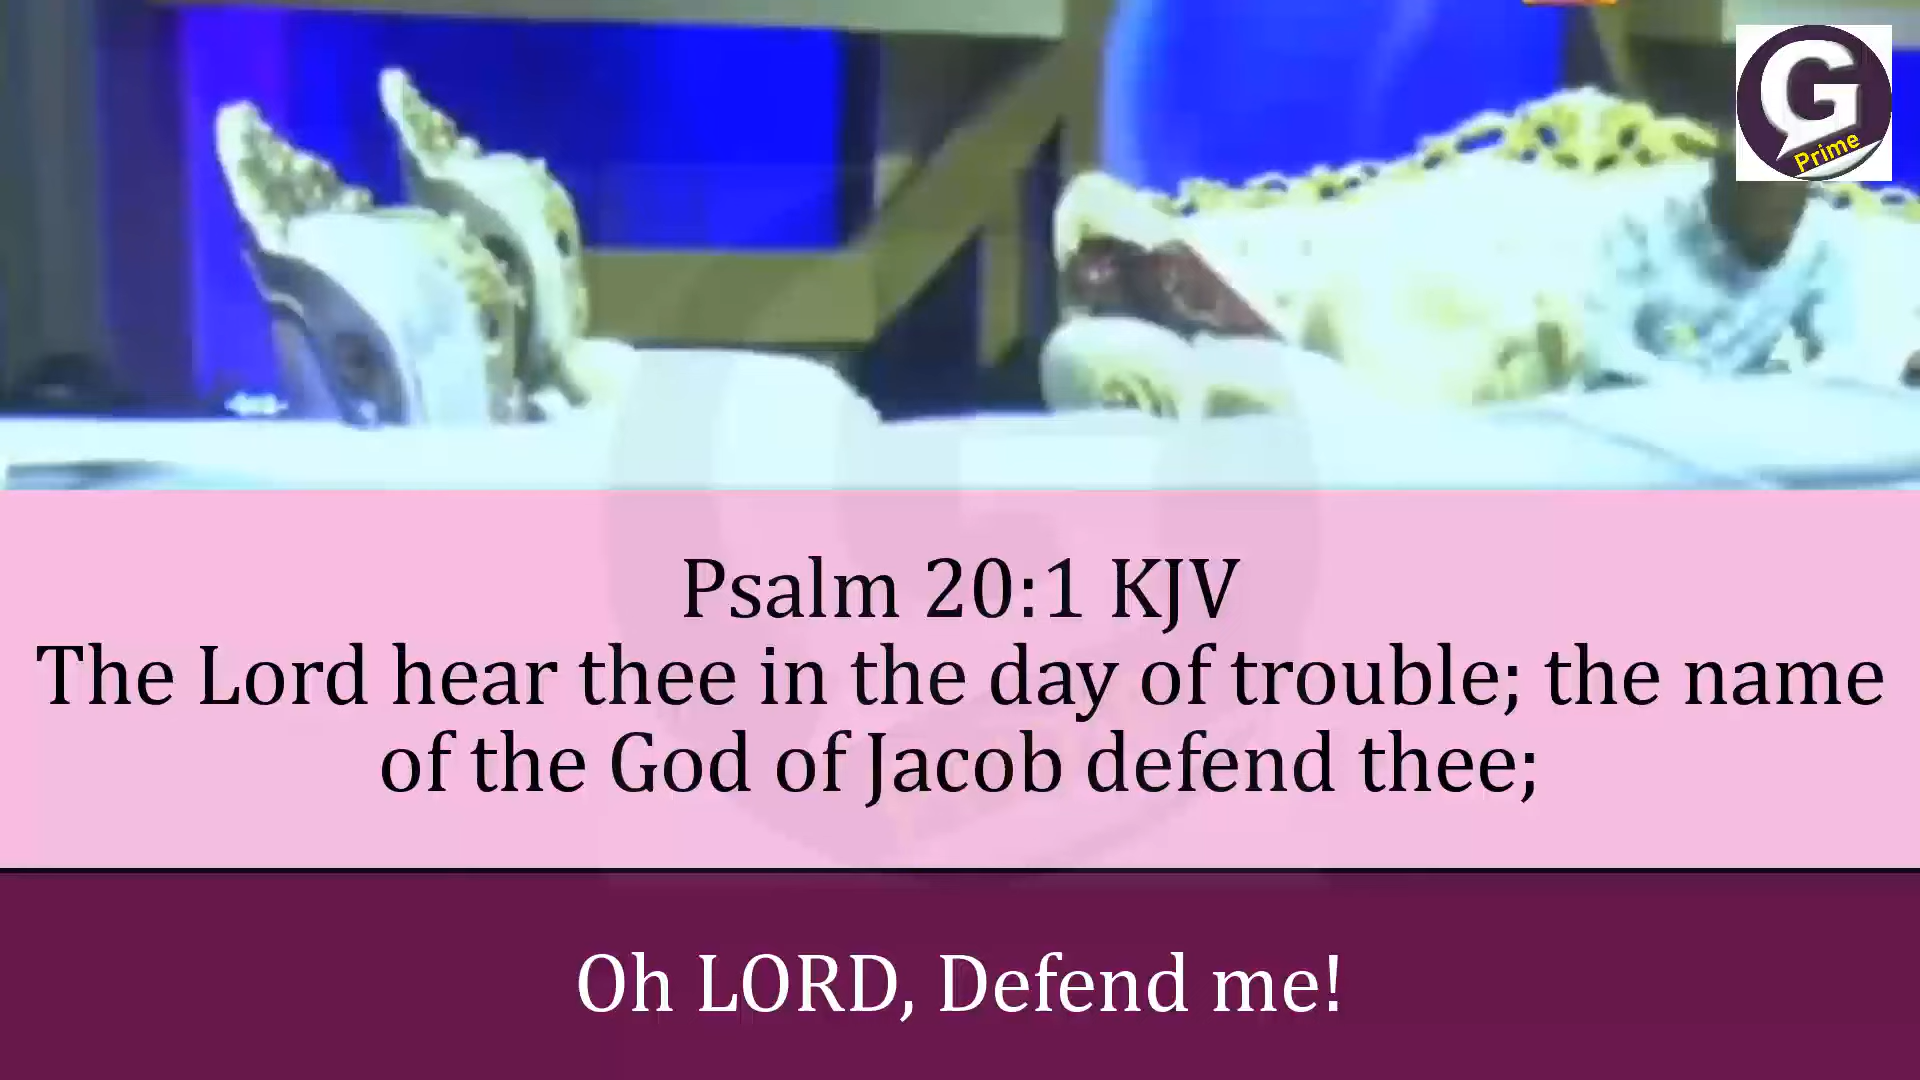 G
Prime
Psalm 20:1 KJV
The Lord hear thee in the day of trouble; the name
of the God of Jacob defend thee;
Oh LORD, Defend me!